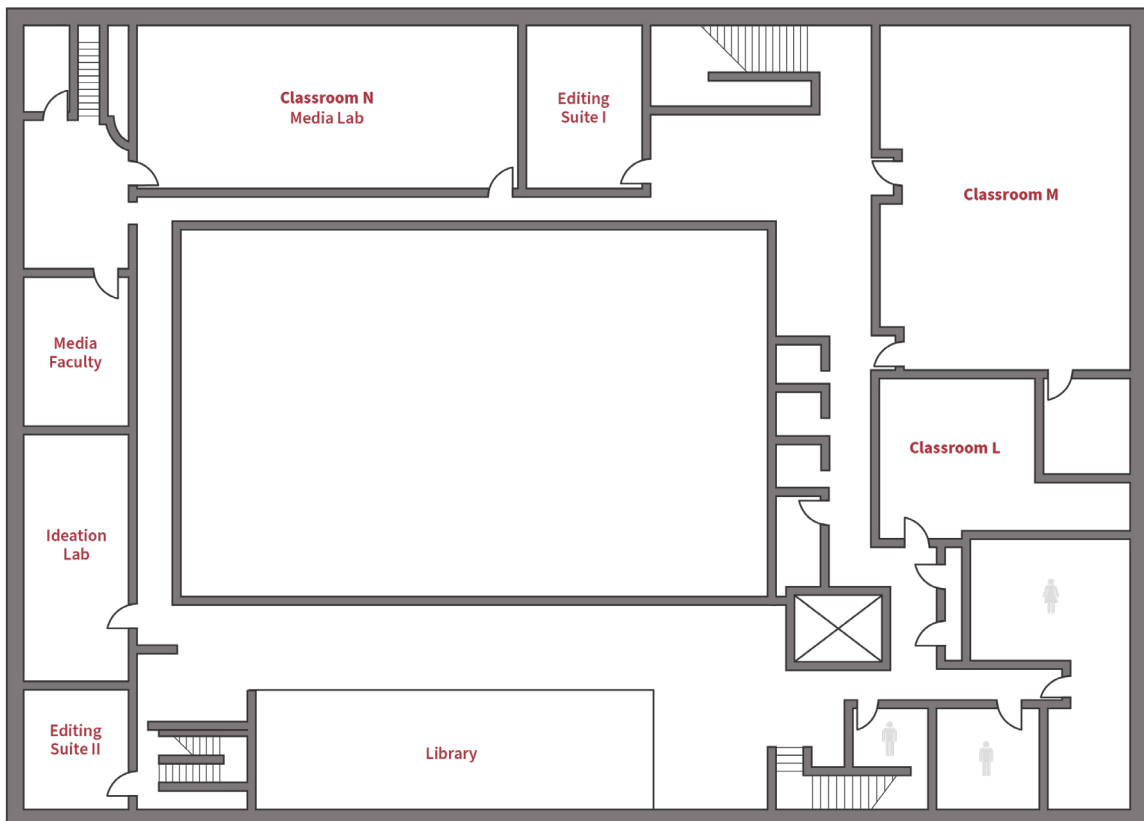 Classroom N
Media Lab
Editing
Suite I
Classroom M
Media
Faculty
Classroom L
Ideation
Lab
Editing
Suite II
Library